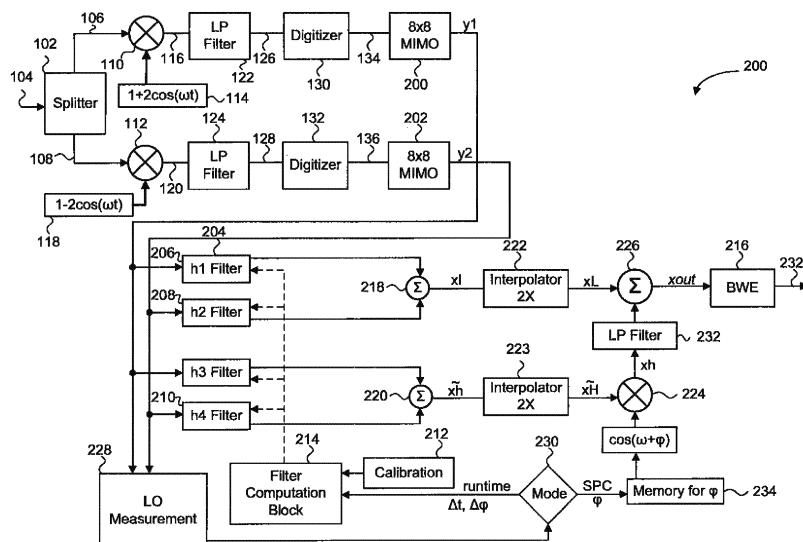 106
102
104
Splitter
108
110
116
LP
Filter
122
126
Digitizer
130
134
8x8
MIMO
200
y1
1+2cos(ωt)
114
200
112
120
124
LP
Filter
128
132
Digitizer
136
202
8x8
MIMO
y2
1-2cos(ωt)
118
204
206
h1 Filter
208
h2 Filter
h3 Filter
210
h4 Filter
218
Σ
xl
222
Interpolator
2X
xL
226
Σ
xout
216
BWE
232
LP Filter
232
xh
220
Σ
x̃h
223
Interpolator
2X
x̃H
224
cos(ω+φ)
228
LO
Measurement
214
Filter
Computation
Block
212
Calibration
runtime
Δt, Δφ
230
Mode
SPC
φ
Memory for φ
234